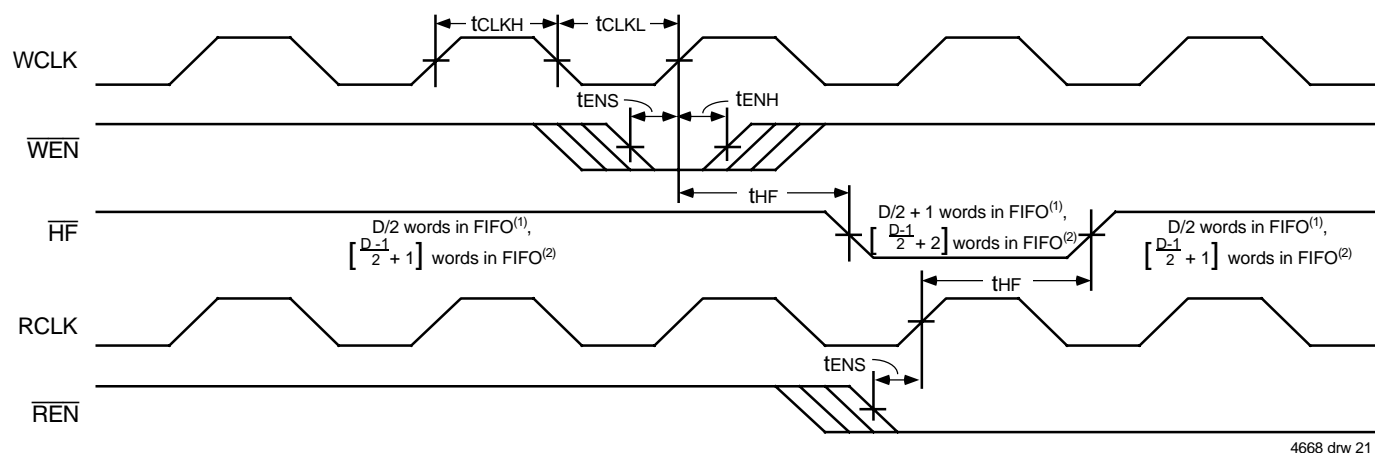 tCLKH
tCLKL
WCLK
tENS
tENH
WEN
tHF
HF
D/2 words in FIFO(1),
[ D-1/2 + 1 ] words in FIFO(2)
D/2 + 1 words in FIFO(1),
[ D-1/2 + 2 ] words in FIFO(2)
D/2 words in FIFO(1),
[ D-1/2 + 1 ] words in FIFO(2)
tHF
RCLK
tENS
REN
4668 drw 21